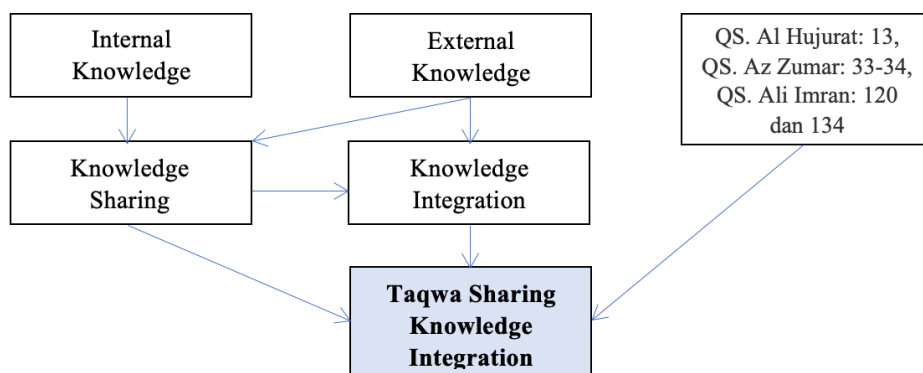 Internal
Knowledge
External
Knowledge
QS. Al Hujurat: 13,
QS. Az Zumar: 33-34,
QS. Ali Imran: 120
dan 134
Knowledge
Sharing
Knowledge
Integration
Taqwa Sharing
Knowledge
Integration